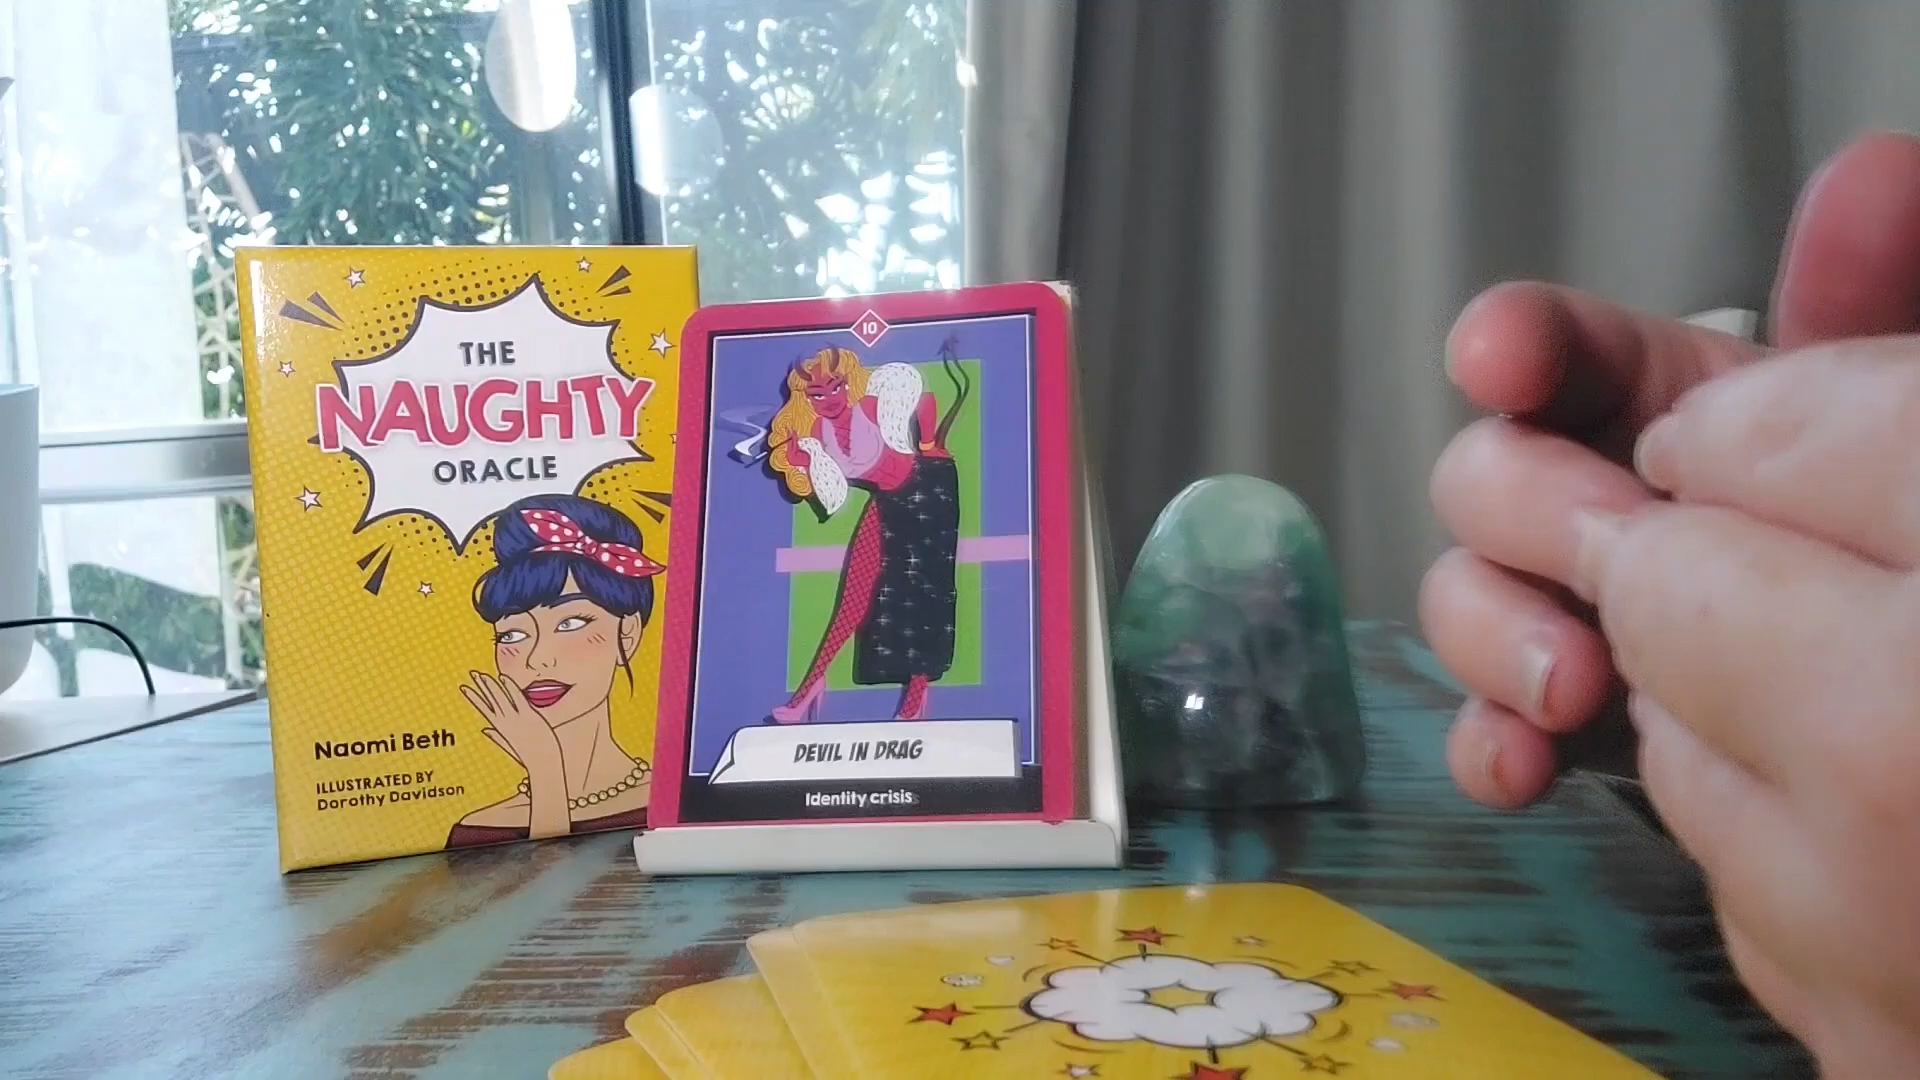 THE
NAUGHTY
ORACLE
Naomi Beth
ILLUSTRATED BY
Dorothy Davidson
10
DEVIL IN DRAG
Identity crisis